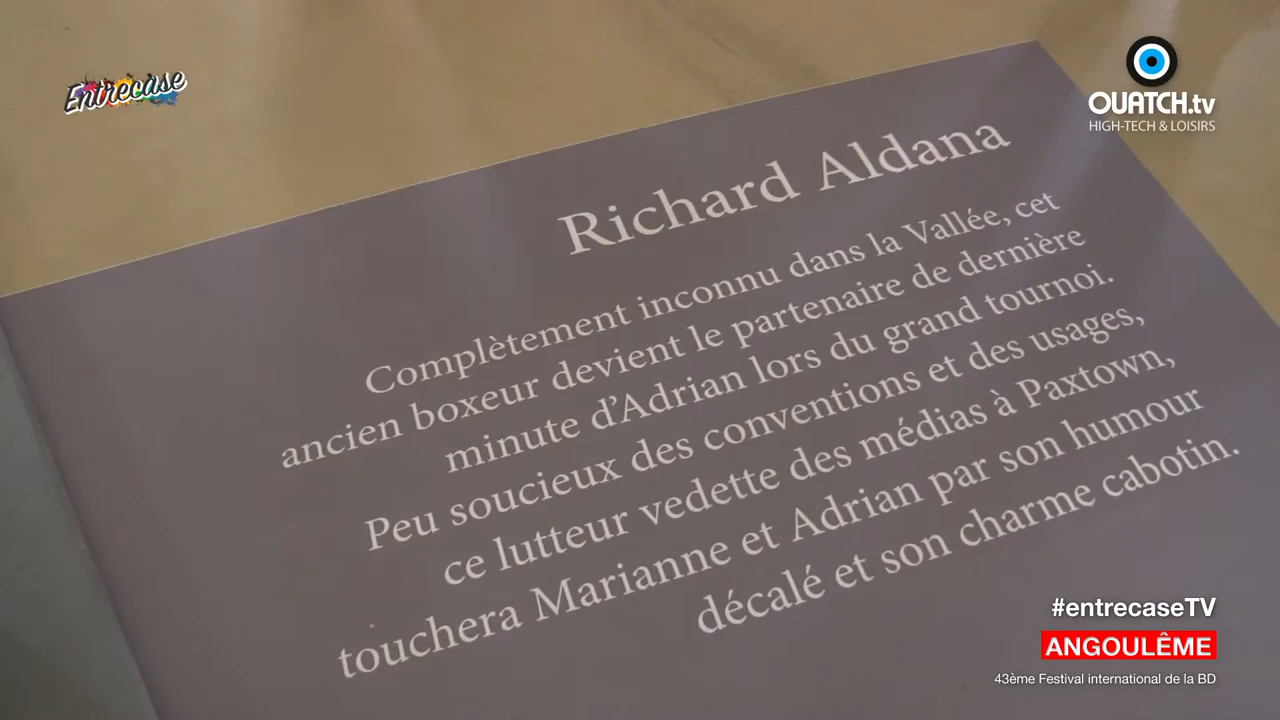 Entrecase
OUATCH.tv
HIGH-TECH & LOISIRS
Richard Aldana
Complètement inconnu dans la Vallée, cet
ancien boxeur devient le partenaire de dernière
minute d’Adrian lors du grand tournoi.
Peu soucieux des conventions et des usages,
ce lutteur vedette des médias à Paxtown,
touchera Marianne et Adrian par son humour
décalé et son charme cabotin.
#entrecaseTV
ANGOULÊME
43ème Festival international de la BD